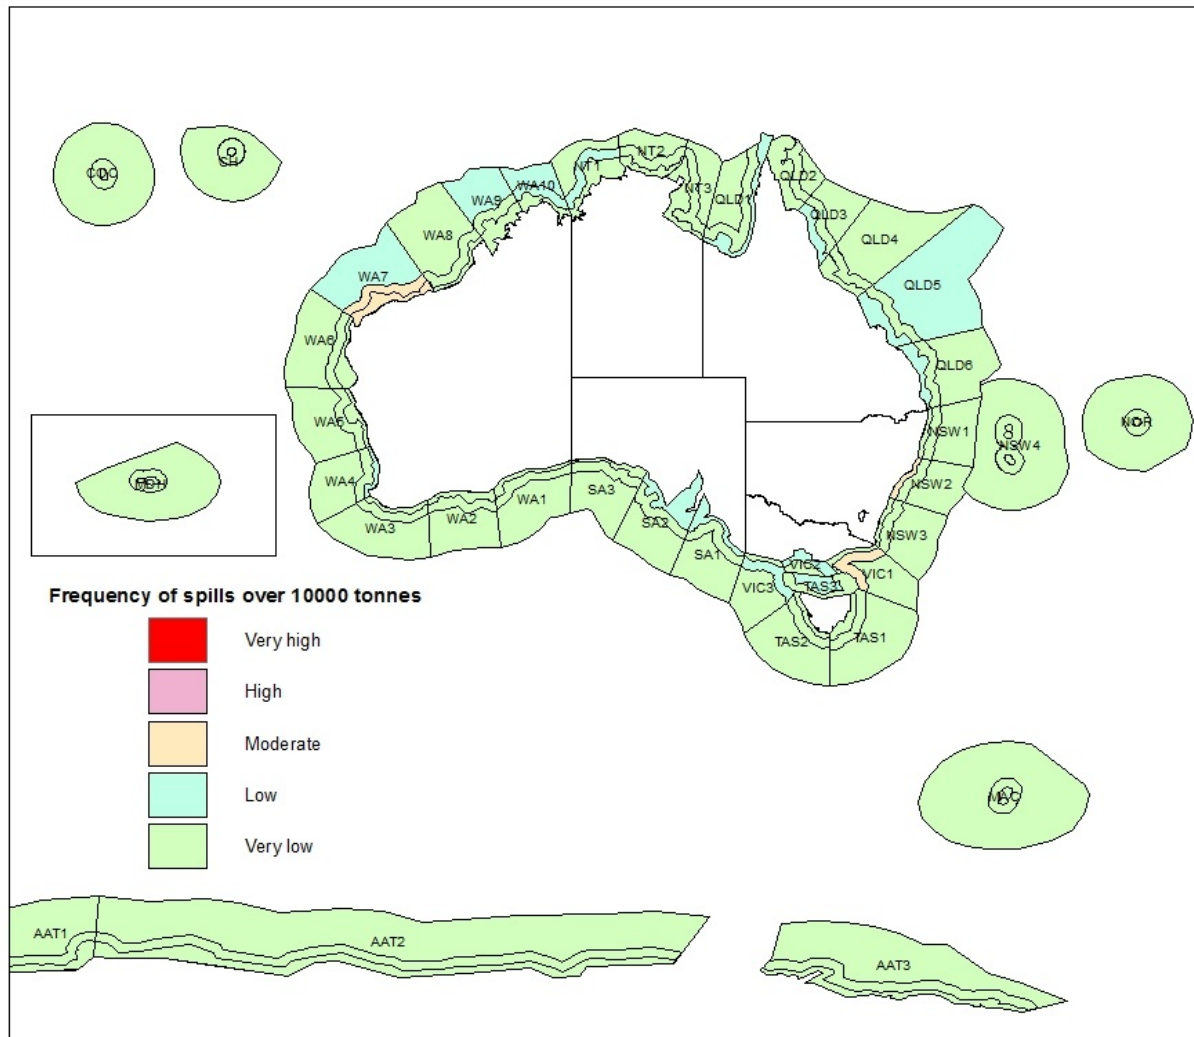 COC
CH
NT1
NT2
NT3
QLD1
QLD2
QLD3
QLD4
QLD5
QLD6
WA10
WA9
WA8
WA7
WA6
WA5
WA4
WA3
WA2
WA1
SA3
SA2
SA1
NSW1
NSW2
NSW3
NSW4
NOR
VIC1
VIC2
VIC3
TAS3
TAS2
TAS1
Frequency of spills over 10000 tonnes
Very high
High
Moderate
Low
Very low
MAC
AAT1
AAT2
AAT3